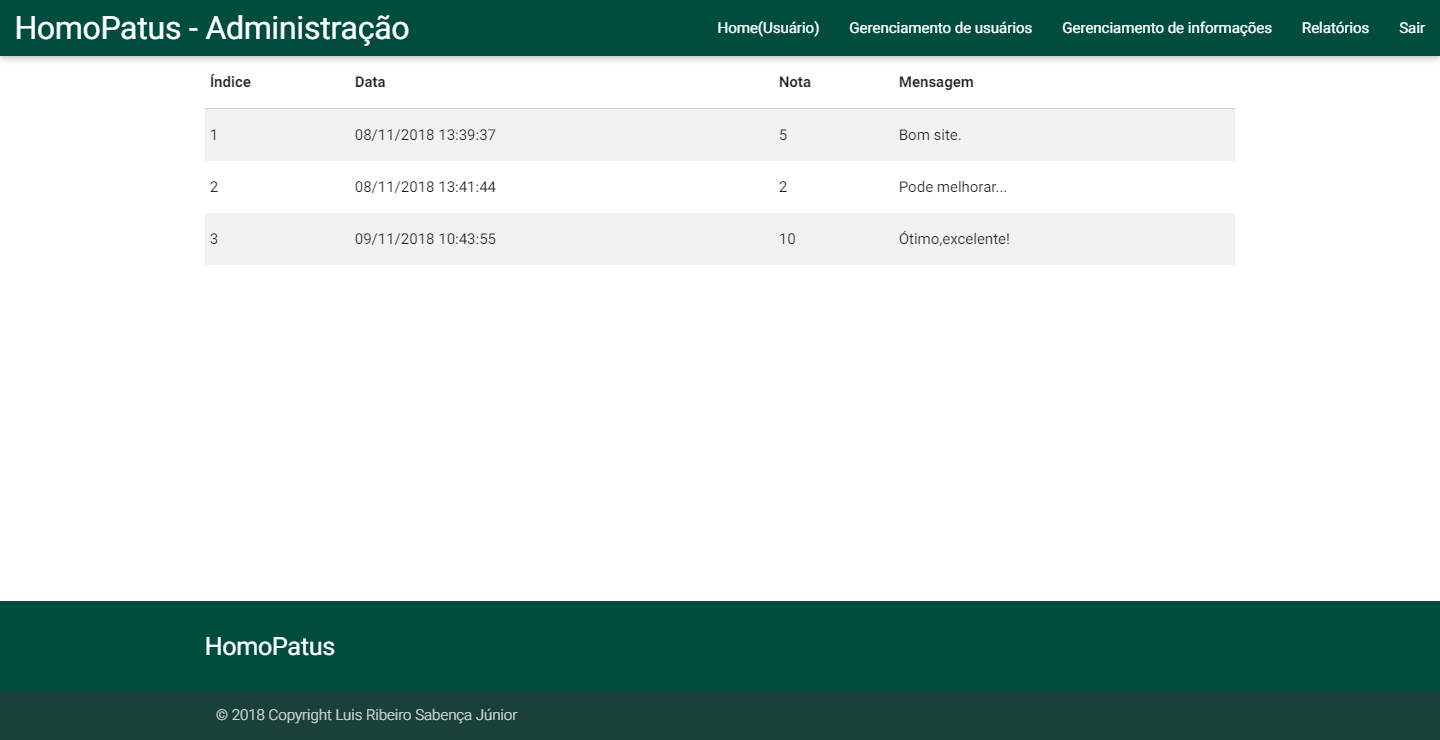 HomoPatus - Administração Home(Usuário) Gerenciamento de usuários Gerenciamento de informações Relatórios Sair
Índice Data Nota Mensagem
1 08/11/2018 13:39:37 5 Bom site.
2 08/11/2018 13:41:44 2 Pode melhorar...
3 09/11/2018 10:43:55 10 Ótimo,excelente!
HomoPatus
© 2018 Copyright Luis Ribeiro Sabença Júnior